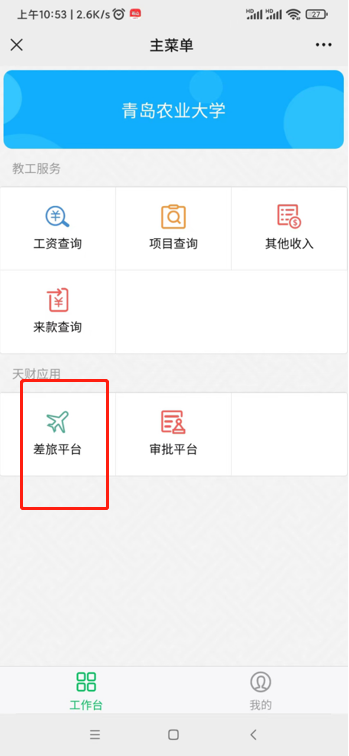 上午10:53 | 2.6K/s
HD HD 27
主菜单
青岛农业大学
教工服务
工资查询 项目查询 其他收入
来款查询
天财应用
差旅平台 审批平台
工作台 我的